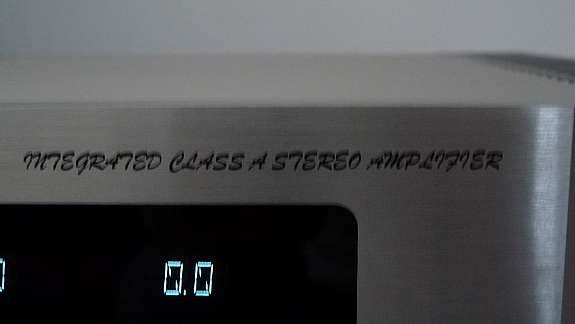 INTEGRATED CLASS A STEREO AMPLIFIER
0.0